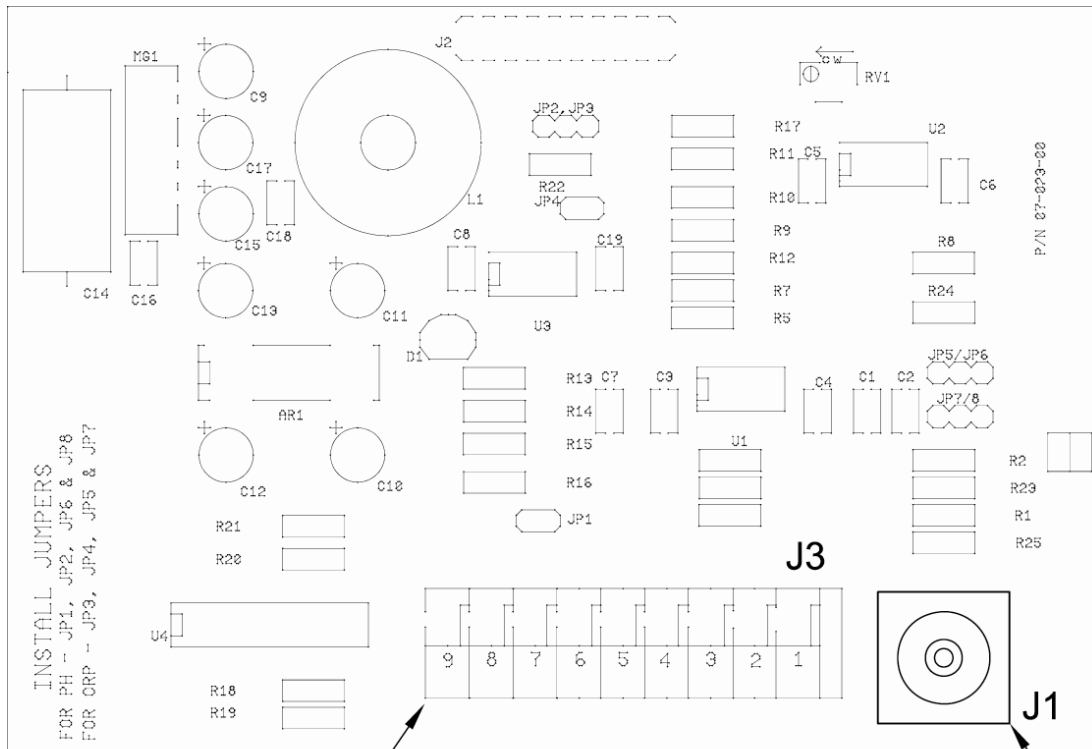 J2
MG1
CW
RV1
C9
JP2,JP3
R17
U2
C17
R11
C5
R22
L1
JP4
R10
C6
P/N 07-029-00
C15
C18
R9
C8
C19
R12
R8
C14
C16
C13
C11
R7
R24
U3
R5
D1
JP5/JP6
R13
C7
C3
C4
C1
C2
AR1
R14
JP7/8
R15
U1
R2
C12
C10
R16
R23
R21
JP1
R1
R20
R25
J3
U4
9 8 7 6 5 4 3 2 1
R18
R19
J1
INSTALL JUMPERS
FOR PH - JP1, JP2, JP6 & JP8
FOR ORP - JP3, JP4, JP5 & JP7